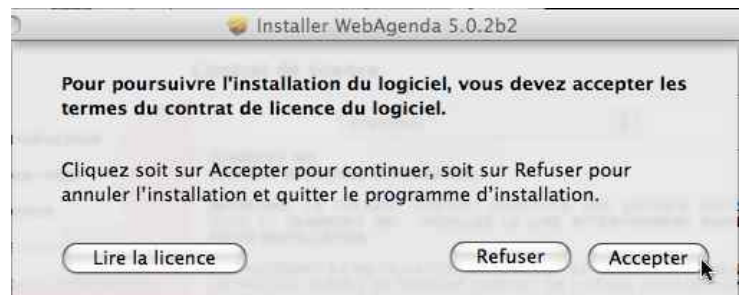 Installer WebAgenda 5.0.2b2
Pour poursuivre l'installation du logiciel, vous devez accepter les
termes du contrat de licence du logiciel.
Cliquez soit sur Accepter pour continuer, soit sur Refuser pour
annuler l'installation et quitter le programme d'installation.
Lire la licence
Refuser
Accepter